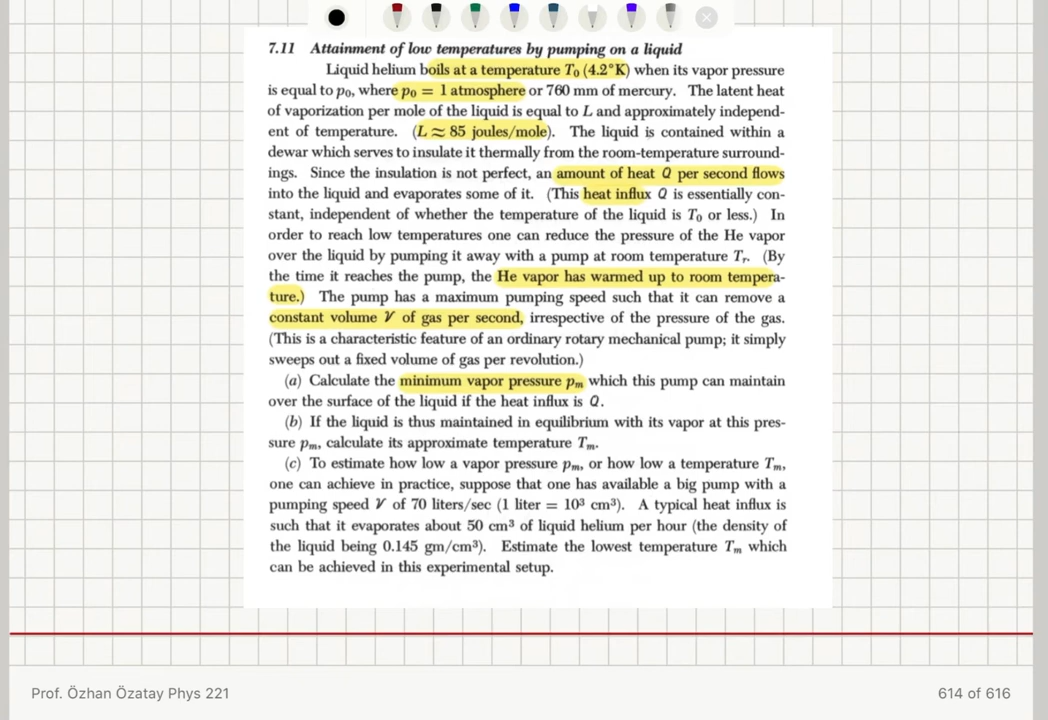 7.11 Attainment of low temperatures by pumping on a liquid
Liquid helium boils at a temperature T₀ (4.2°K) when its vapor pressure
is equal to p₀, where p₀ = 1 atmosphere or 760 mm of mercury. The latent heat
of vaporization per mole of the liquid is equal to L and approximately independ-
ent of temperature. (L ≈ 85 joules/mole). The liquid is contained within a
dewar which serves to insulate it thermally from the room-temperature surround-
ings. Since the insulation is not perfect, an amount of heat Q per second flows
into the liquid and evaporates some of it. (This heat influx Q is essentially con-
stant, independent of whether the temperature of the liquid is T₀ or less.) In
order to reach low temperatures one can reduce the pressure of the He vapor
over the liquid by pumping it away with a pump at room temperature Tᵣ. (By
the time it reaches the pump, the He vapor has warmed up to room tempera-
ture.) The pump has a maximum pumping speed such that it can remove a
constant volume 𝒱 of gas per second, irrespective of the pressure of the gas.
(This is a characteristic feature of an ordinary rotary mechanical pump; it simply
sweeps out a fixed volume of gas per revolution.)
(a) Calculate the minimum vapor pressure pₘ which this pump can maintain
over the surface of the liquid if the heat influx is Q.
(b) If the liquid is thus maintained in equilibrium with its vapor at this pres-
sure pₘ, calculate its approximate temperature Tₘ.
(c) To estimate how low a vapor pressure pₘ, or how low a temperature Tₘ,
one can achieve in practice, suppose that one has available a big pump with a
pumping speed 𝒱 of 70 liters/sec (1 liter = 10³ cm³). A typical heat influx is
such that it evaporates about 50 cm³ of liquid helium per hour (the density of
the liquid being 0.145 gm/cm³). Estimate the lowest temperature Tₘ which
can be achieved in this experimental setup.
Prof. Özhan Özatay Phys 221
614 of 616